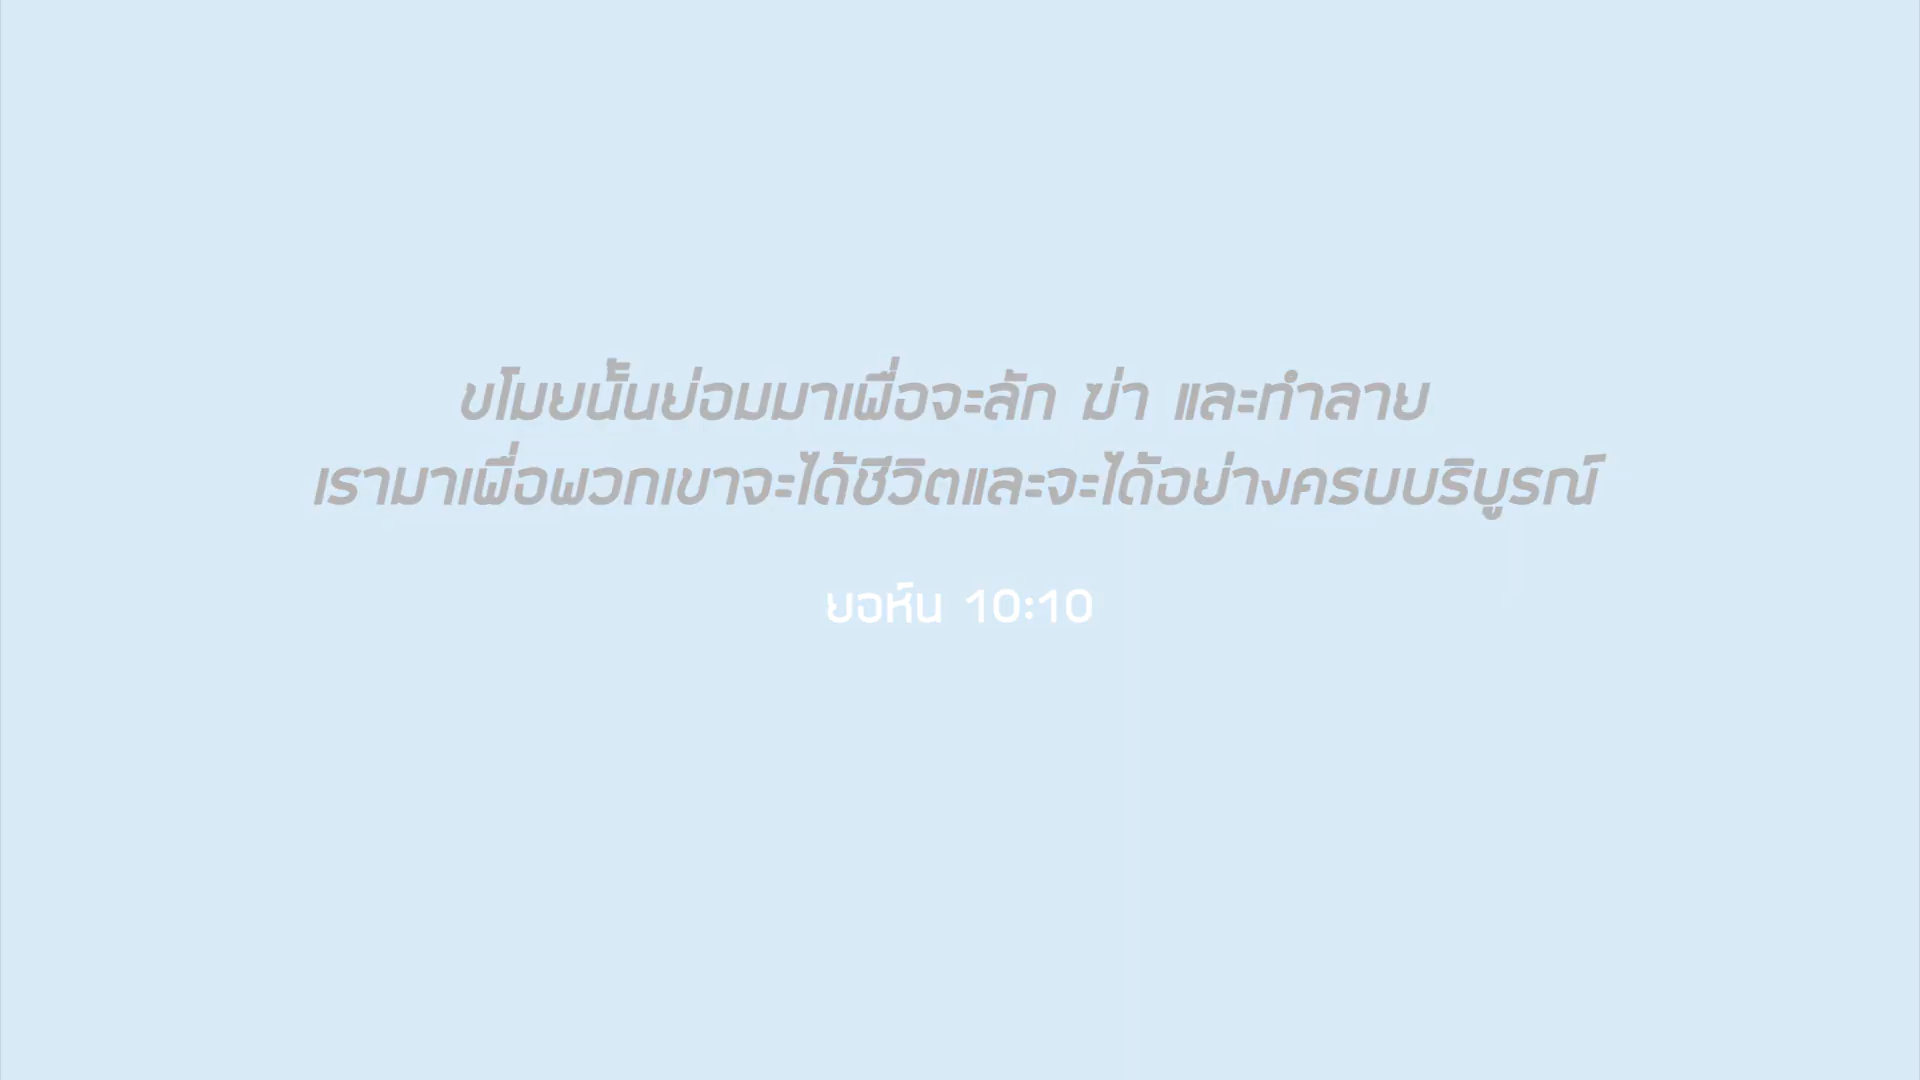 ขโมยนั้นย่อมมาเพื่อจะลัก ฆ่า และทำลาย
เรามาเพื่อพวกเขาจะได้ชีวิตและจะได้อย่างครบบริบูรณ์
ยอห์น 10:10